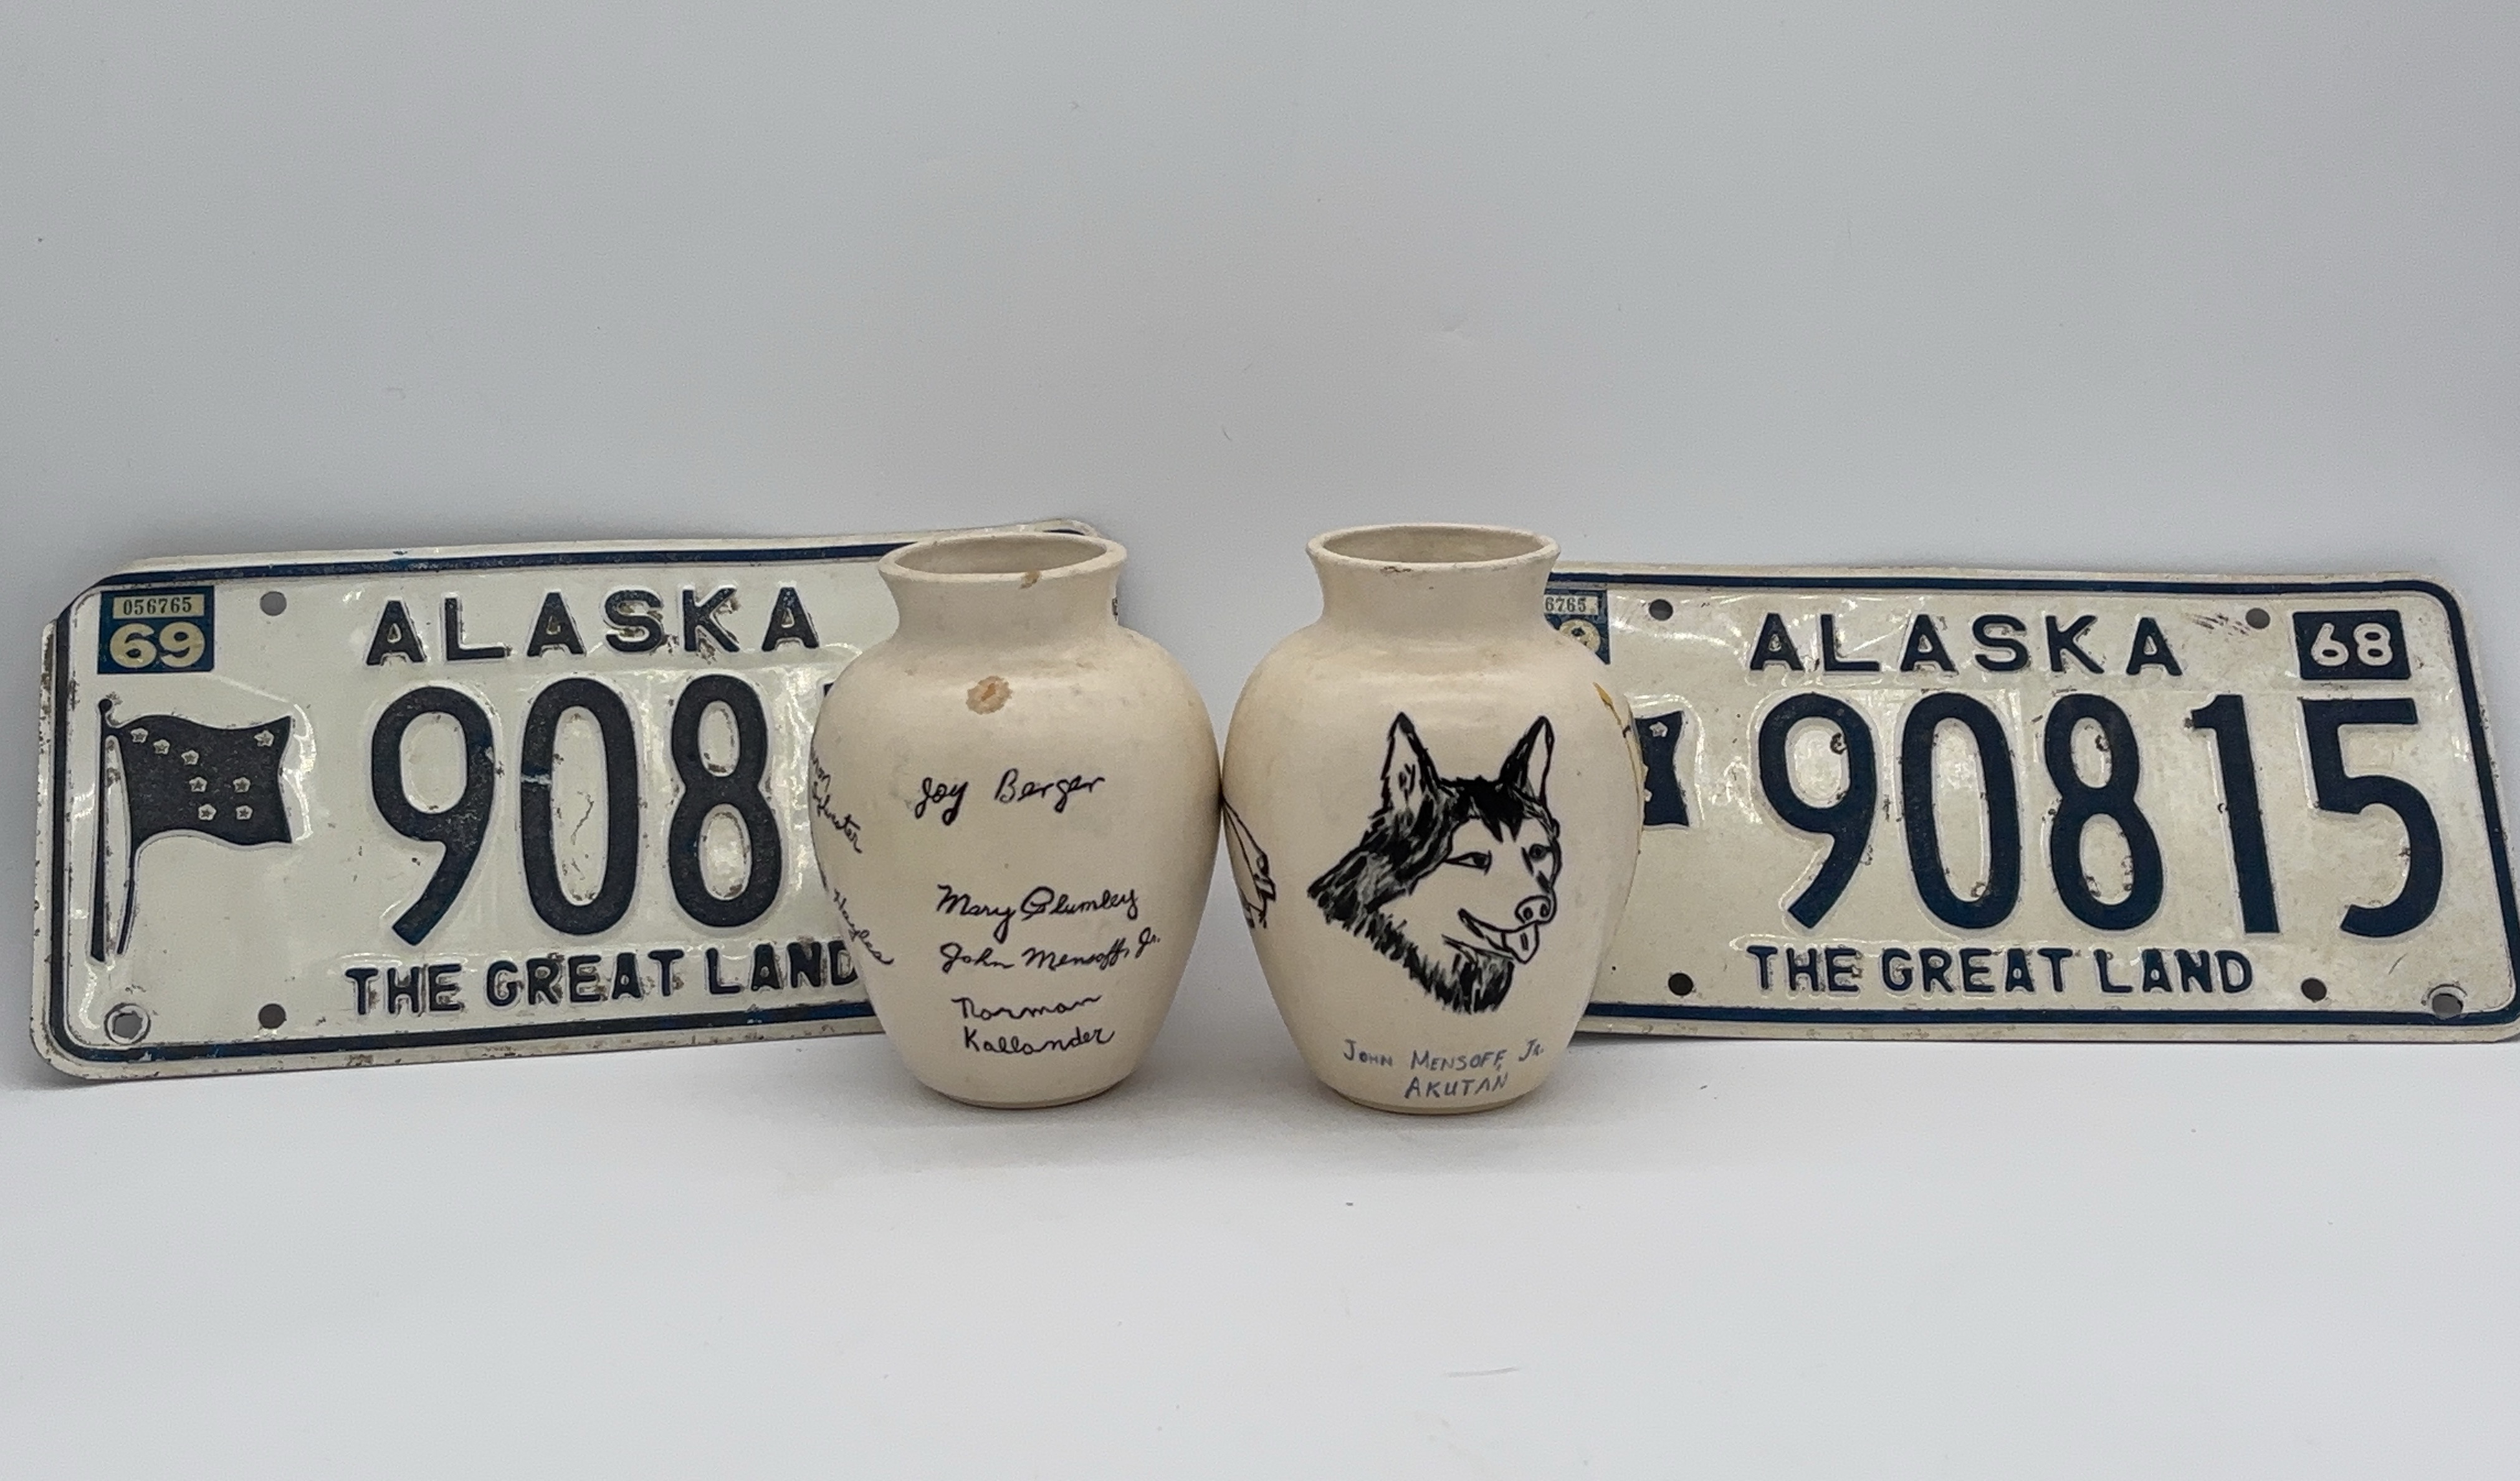 056765
69
ALASKA
908
THE GREAT LAND
Joy Berger
Mary Plumley
John Mensoff, Jr.
Norman
Kallander
JOHN MENSOFF, JR.
AKUTAN
6765
ALASKA
68
90815
THE GREAT LAND